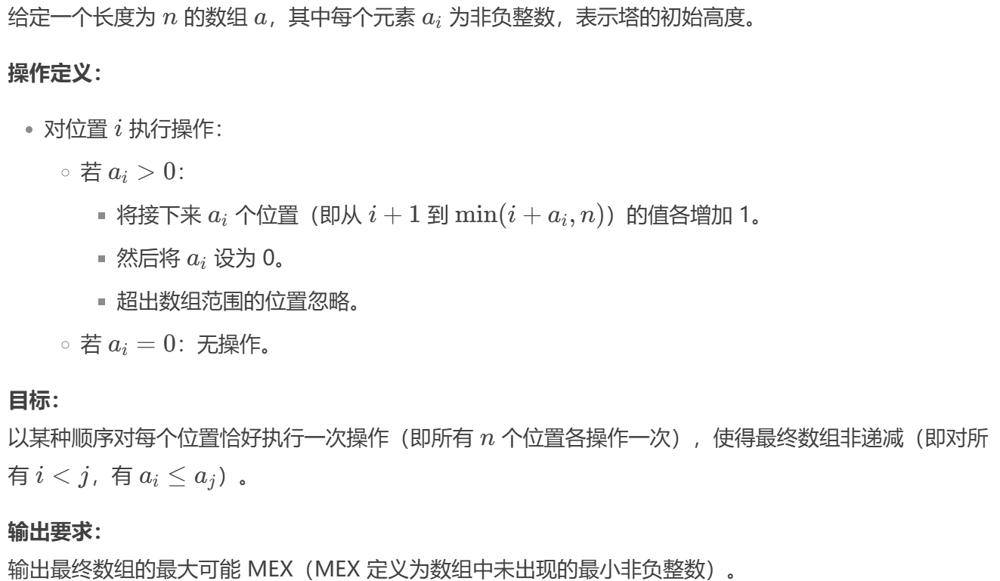 给定一个长度为 n 的数组 a，其中每个元素 a_i 为非负整数，表示塔的初始高度。
操作定义：
• 对位置 i 执行操作：
○ 若 a_i > 0：
▪ 将接下来 a_i 个位置（即从 i + 1 到 min(i + a_i, n)）的值各增加 1。
▪ 然后将 a_i 设为 0。
▪ 超出数组范围的位置忽略。
○ 若 a_i = 0：无操作。
目标：
以某种顺序对每个位置恰好执行一次操作（即所有 n 个位置各操作一次），使得最终数组非递减（即对所
有 i < j，有 a_i ≤ a_j）。
输出要求：
输出最终数组的最大可能 MEX（MEX 定义为数组中未出现的最小非负整数）。